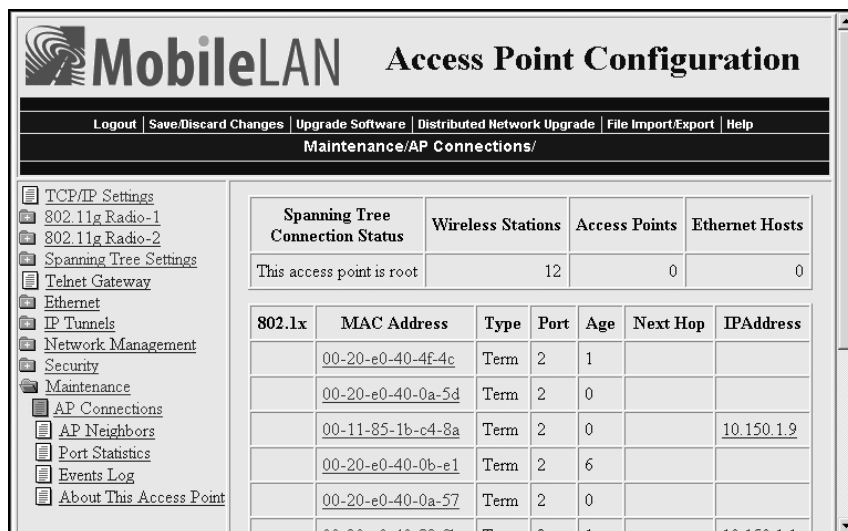 MobileLAN Access Point Configuration
Logout | Save/Discard Changes | Upgrade Software | Distributed Network Upgrade | File Import/Export | Help
Maintenance/AP Connections/
TCP/IP Settings
802.11g Radio-1
802.11g Radio-2
Spanning Tree Settings
Telnet Gateway
Ethernet
IP Tunnels
Network Management
Security
Maintenance
AP Connections
AP Neighbors
Port Statistics
Events Log
About This Access Point
Spanning Tree Connection Status Wireless Stations Access Points Ethernet Hosts
This access point is root 12 0 0
802.1x MAC Address Type Port Age Next Hop IPAddress
00-20-e0-40-4f-4c Term 2 1
00-20-e0-40-0a-5d Term 2 0
00-11-85-1b-c4-8a Term 2 0 10.150.1.9
00-20-e0-40-0b-e1 Term 2 6
00-20-e0-40-0a-57 Term 2 0